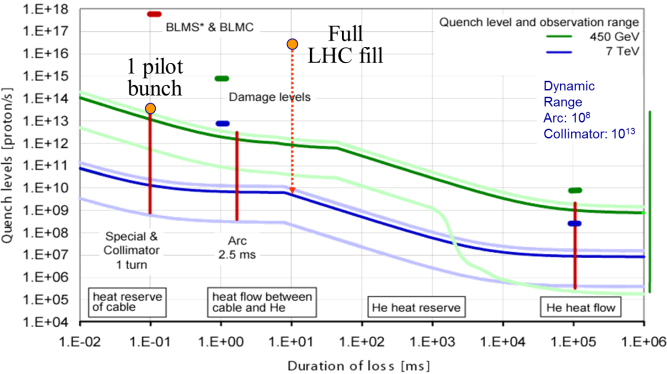 1.E+18
1.E+17
1.E+16
1.E+15
1.E+14
1.E+13
1.E+12
1.E+11
1.E+10
1.E+09
1.E+08
1.E+07
1.E+06
1.E+05
1.E+04
Quench levels [proton/s]
BLMS* & BLMC
Full
LHC fill
1 pilot
bunch
Damage levels
Quench level and observation range
450 GeV
7 TeV
Dynamic
Range
Arc: 10⁸
Collimator: 10¹³
Special &
Collimator
1 turn
Arc
2.5 ms
heat reserve
of cable
heat flow between
cable and He
He heat reserve
He heat flow
1.E-02
1.E-01
1.E+00
1.E+01
1.E+02
1.E+03
1.E+04
1.E+05
1.E+06
Duration of loss [ms]